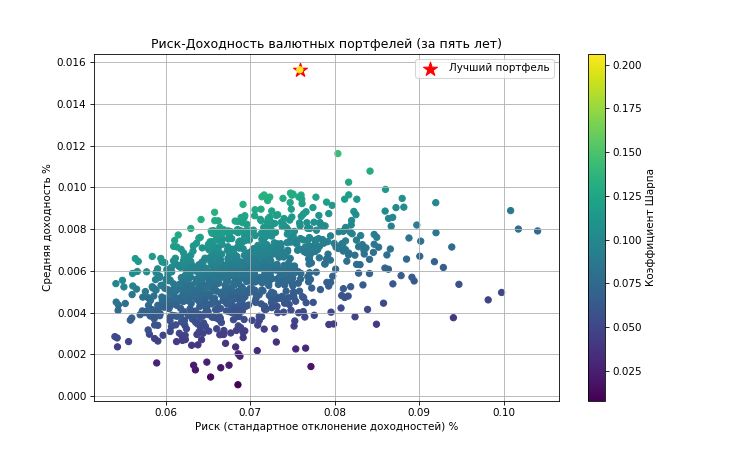 Риск-Доходность валютных портфелей (за пять лет)
Лучший портфель
Средняя доходность %
0.016
0.014
0.012
0.010
0.008
0.006
0.004
0.002
0.000
0.06 0.07 0.08 0.09 0.10
Риск (стандартное отклонение доходностей) %
0.200
0.175
0.150
0.125
0.100
0.075
0.050
0.025
Коэффициент Шарпа